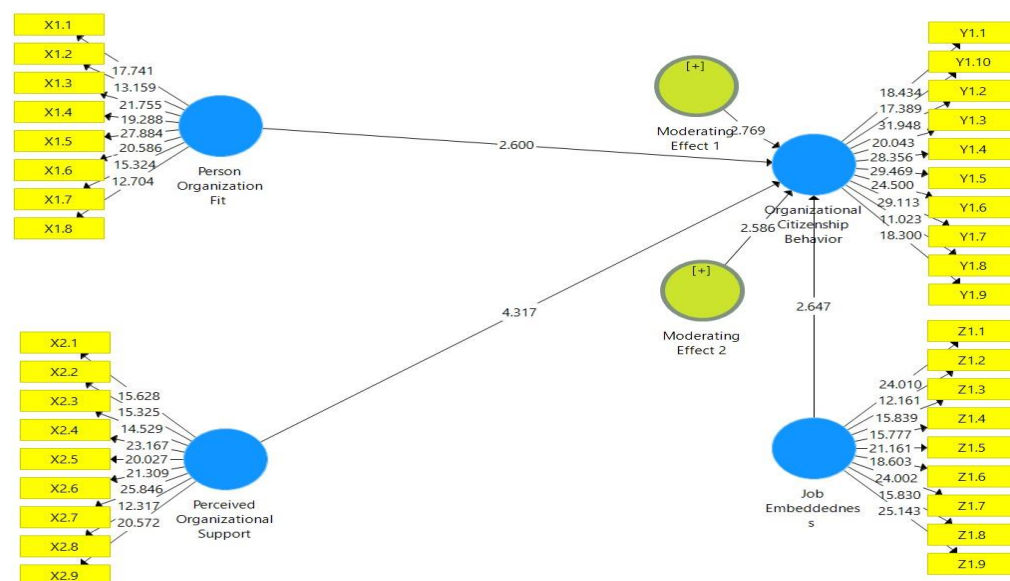 X1.1
X1.2
X1.3
X1.4
X1.5
X1.6
X1.7
X1.8
17.741
13.159
21.755
19.288
27.884
20.586
15.324
12.704
Person
Organization
Fit
2.600
[+]
Moderating
Effect 1
2.769
Organizational
Citizenship
Behavior
18.434
17.389
31.948
20.043
28.356
29.469
24.500
29.113
11.023
18.300
Y1.1
Y1.10
Y1.2
Y1.3
Y1.4
Y1.5
Y1.6
Y1.7
Y1.8
Y1.9
2.586
[+]
Moderating
Effect 2
4.317
2.647
X2.1
X2.2
X2.3
X2.4
X2.5
X2.6
X2.7
X2.8
X2.9
15.628
15.325
14.529
23.167
20.027
21.309
25.846
12.317
20.572
Perceived
Organizational
Support
Job
Embeddednes
s
24.010
12.161
15.839
15.777
21.161
18.603
24.002
15.830
25.143
Z1.1
Z1.2
Z1.3
Z1.4
Z1.5
Z1.6
Z1.7
Z1.8
Z1.9